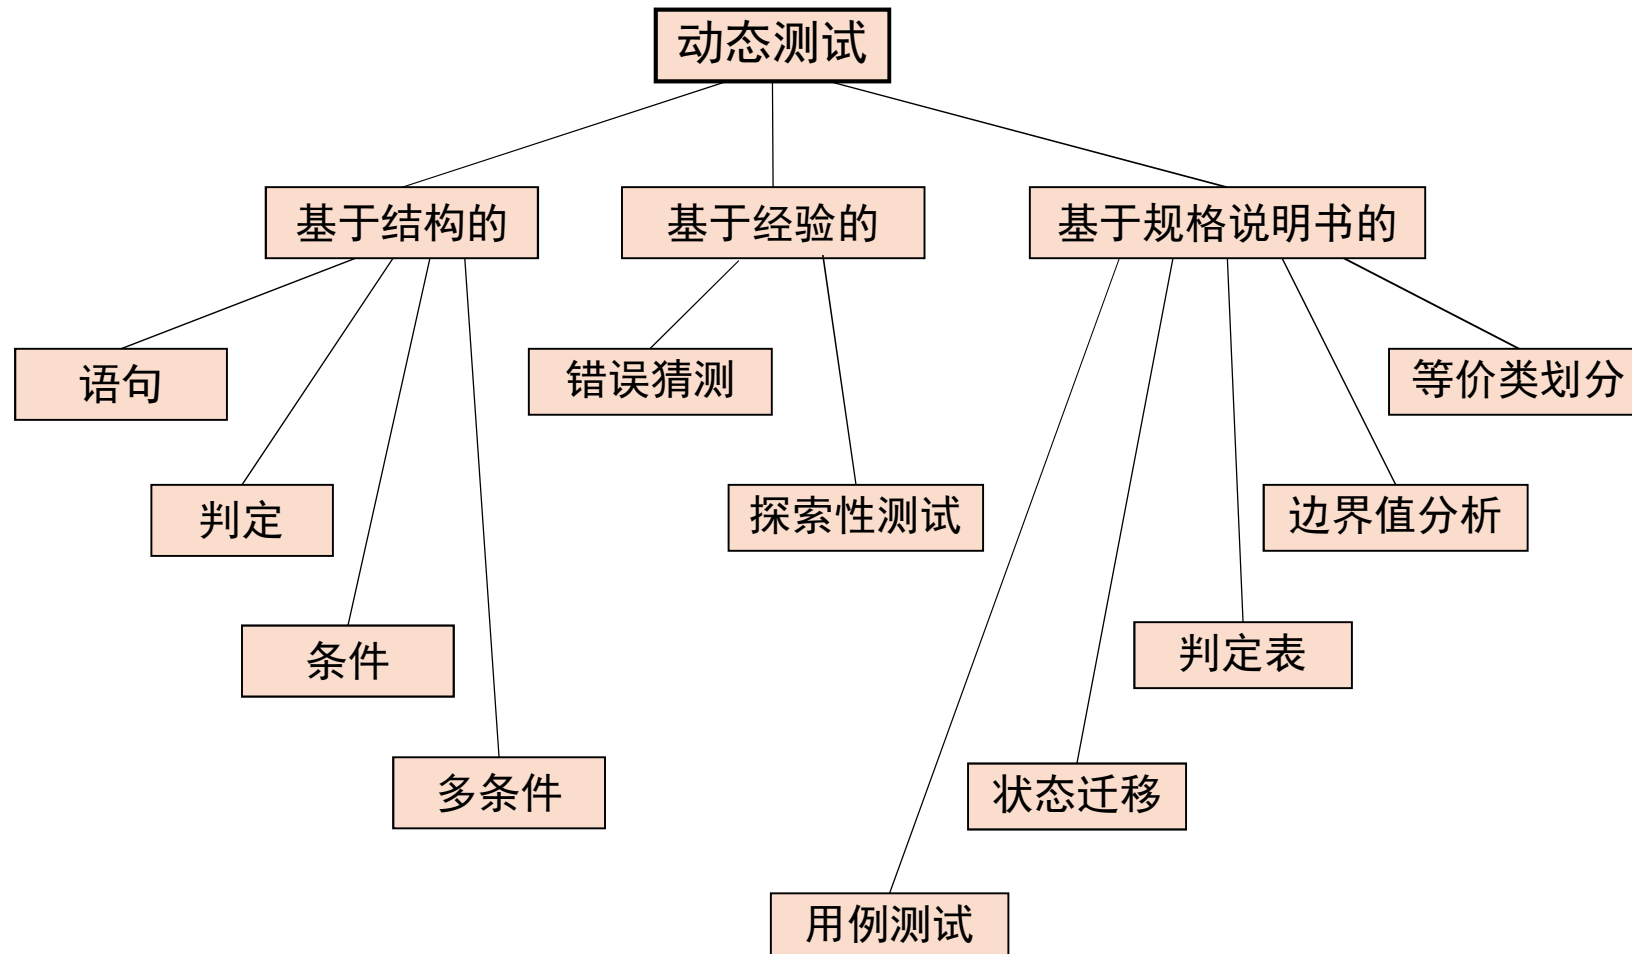 动态测试
基于结构的
基于经验的
基于规格说明书的
语句
错误猜测
等价类划分
判定
探索性测试
边界值分析
条件
判定表
多条件
状态迁移
用例测试